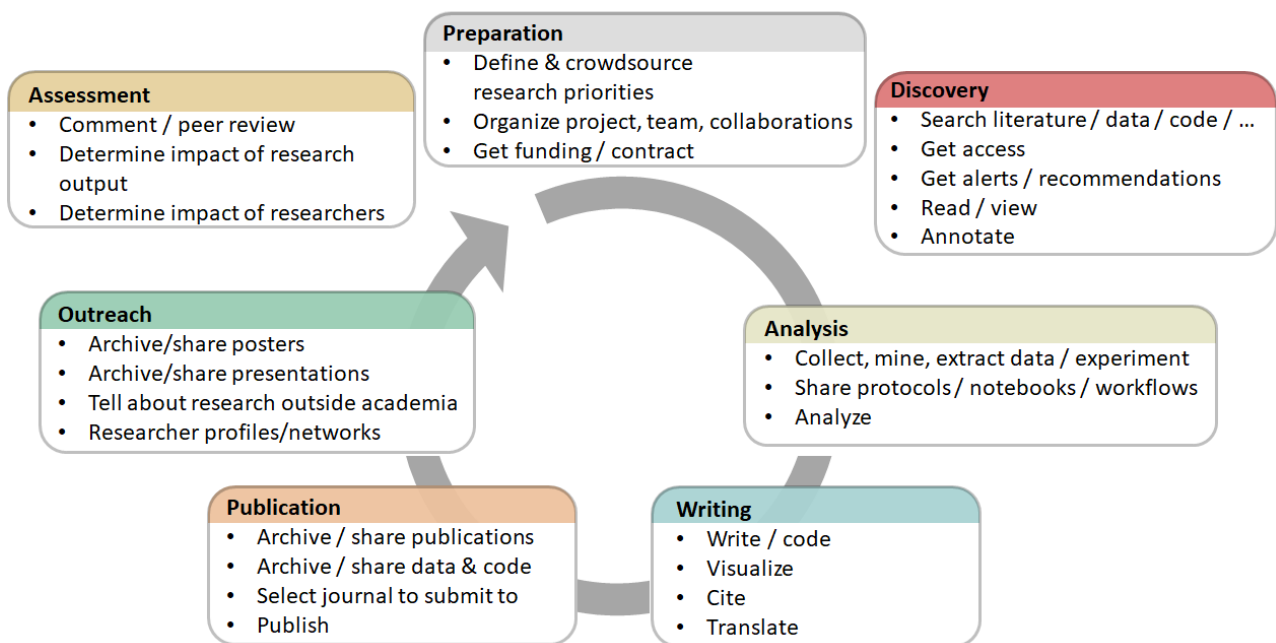 Preparation
• Define & crowdsource
research priorities
• Organize project, team, collaborations
• Get funding / contract
Discovery
• Search literature / data / code / ...
• Get access
• Get alerts / recommendations
• Read / view
• Annotate
Analysis
• Collect, mine, extract data / experiment
• Share protocols / notebooks / workflows
• Analyze
Writing
• Write / code
• Visualize
• Cite
• Translate
Publication
• Archive / share publications
• Archive / share data & code
• Select journal to submit to
• Publish
Outreach
• Archive/share posters
• Archive/share presentations
• Tell about research outside academia
• Researcher profiles/networks
Assessment
• Comment / peer review
• Determine impact of research
output
• Determine impact of researchers